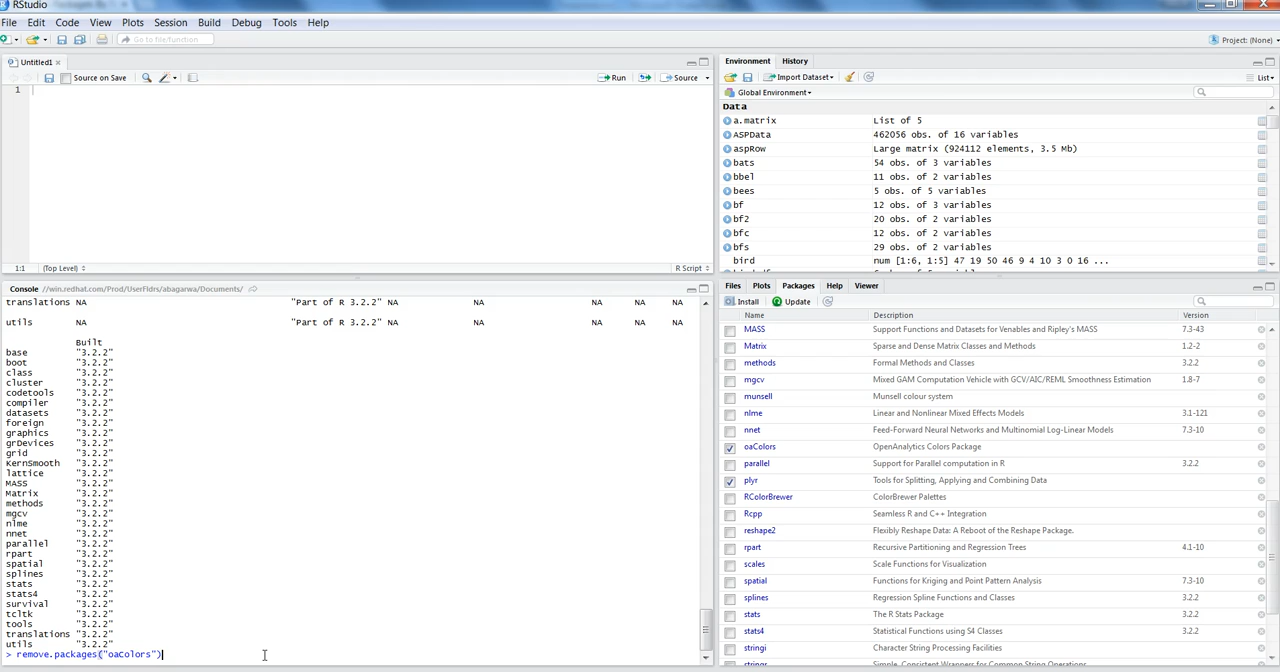 RStudio
File Edit Code View Plots Session Build Debug Tools Help
Go to file/function
Project: (None)
Untitled1
Source on Save
Run
Source
1
1:1 (Top Level)
R Script
Console //win.redhat.com/Prod/UserFldrs/abagarwa/Documents/
translations NA "Part of R 3.2.2" NA NA NA NA NA
utils NA "Part of R 3.2.2" NA NA NA NA NA
Built
base "3.2.2"
boot "3.2.2"
class "3.2.2"
cluster "3.2.2"
codetools "3.2.2"
compiler "3.2.2"
datasets "3.2.2"
foreign "3.2.2"
graphics "3.2.2"
grDevices "3.2.2"
grid "3.2.2"
KernSmooth "3.2.2"
lattice "3.2.2"
MASS "3.2.2"
Matrix "3.2.2"
methods "3.2.2"
mgcv "3.2.2"
nlme "3.2.2"
nnet "3.2.2"
parallel "3.2.2"
rpart "3.2.2"
spatial "3.2.2"
splines "3.2.2"
stats "3.2.2"
stats4 "3.2.2"
survival "3.2.2"
tcltk "3.2.2"
tools "3.2.2"
translations "3.2.2"
utils "3.2.2"
> remove.packages("oaColors")
Environment History
Import Dataset
List
Global Environment
Data
a.matrix List of 5
ASPData 462056 obs. of 16 variables
aspRow Large matrix (924112 elements, 3.5 Mb)
bats 54 obs. of 3 variables
bbel 11 obs. of 2 variables
bees 5 obs. of 5 variables
bf 12 obs. of 3 variables
bf2 20 obs. of 2 variables
bfc 12 obs. of 2 variables
bfs 29 obs. of 2 variables
bird num [1:6, 1:5] 47 19 50 46 9 4 10 3 0 16 ...
Files Plots Packages Help Viewer
Install Update
Name Description Version
MASS Support Functions and Datasets for Venables and Ripley's MASS 7.3-43
Matrix Sparse and Dense Matrix Classes and Methods 1.2-2
methods Formal Methods and Classes 3.2.2
mgcv Mixed GAM Computation Vehicle with GCV/AIC/REML Smoothness Estimation 1.8-7
munsell Munsell colour system
nlme Linear and Nonlinear Mixed Effects Models 3.1-121
nnet Feed-Forward Neural Networks and Multinomial Log-Linear Models 7.3-10
oaColors OpenAnalytics Colors Package
parallel Support for Parallel computation in R 3.2.2
plyr Tools for Splitting, Applying and Combining Data
RColorBrewer ColorBrewer Palettes
Rcpp Seamless R and C++ Integration
reshape2 Flexibly Reshape Data: A Reboot of the Reshape Package.
rpart Recursive Partitioning and Regression Trees 4.1-10
scales Scale Functions for Visualization
spatial Functions for Kriging and Point Pattern Analysis 7.3-10
splines Regression Spline Functions and Classes 3.2.2
stats The R Stats Package 3.2.2
stats4 Statistical Functions using S4 Classes 3.2.2
stringi Character String Processing Facilities
stringr Simple, Consistent Wrappers for Common String Operations